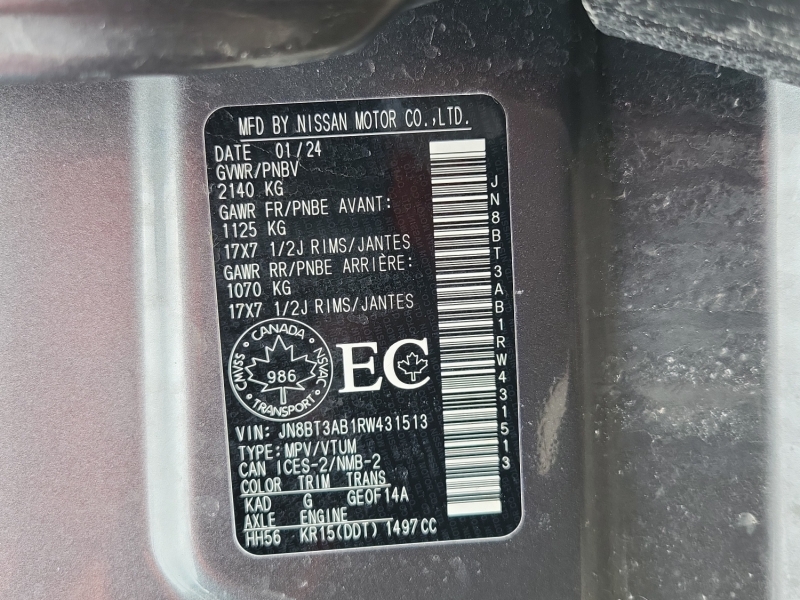 MFD BY NISSAN MOTOR CO.,LTD.
DATE 01/24
GVWR/PNBV
2140 KG
GAWR FR/PNBE AVANT:
1125 KG
17X7 1/2J RIMS/JANTES
GAWR RR/PNBE ARRIÈRE:
1070 KG
17X7 1/2J RIMS/JANTES
CANADA
CMVSS 986 NSVAC
TRANSPORT
EC
VIN: JN8BT3AB1RW431513
TYPE: MPV/VTUM
CAN ICES-2/NMB-2
COLOR TRIM TRANS
KAD G GE0F14A
AXLE ENGINE
HH56 KR15(DDT) 1497CC
JN8BT3AB1RW431513